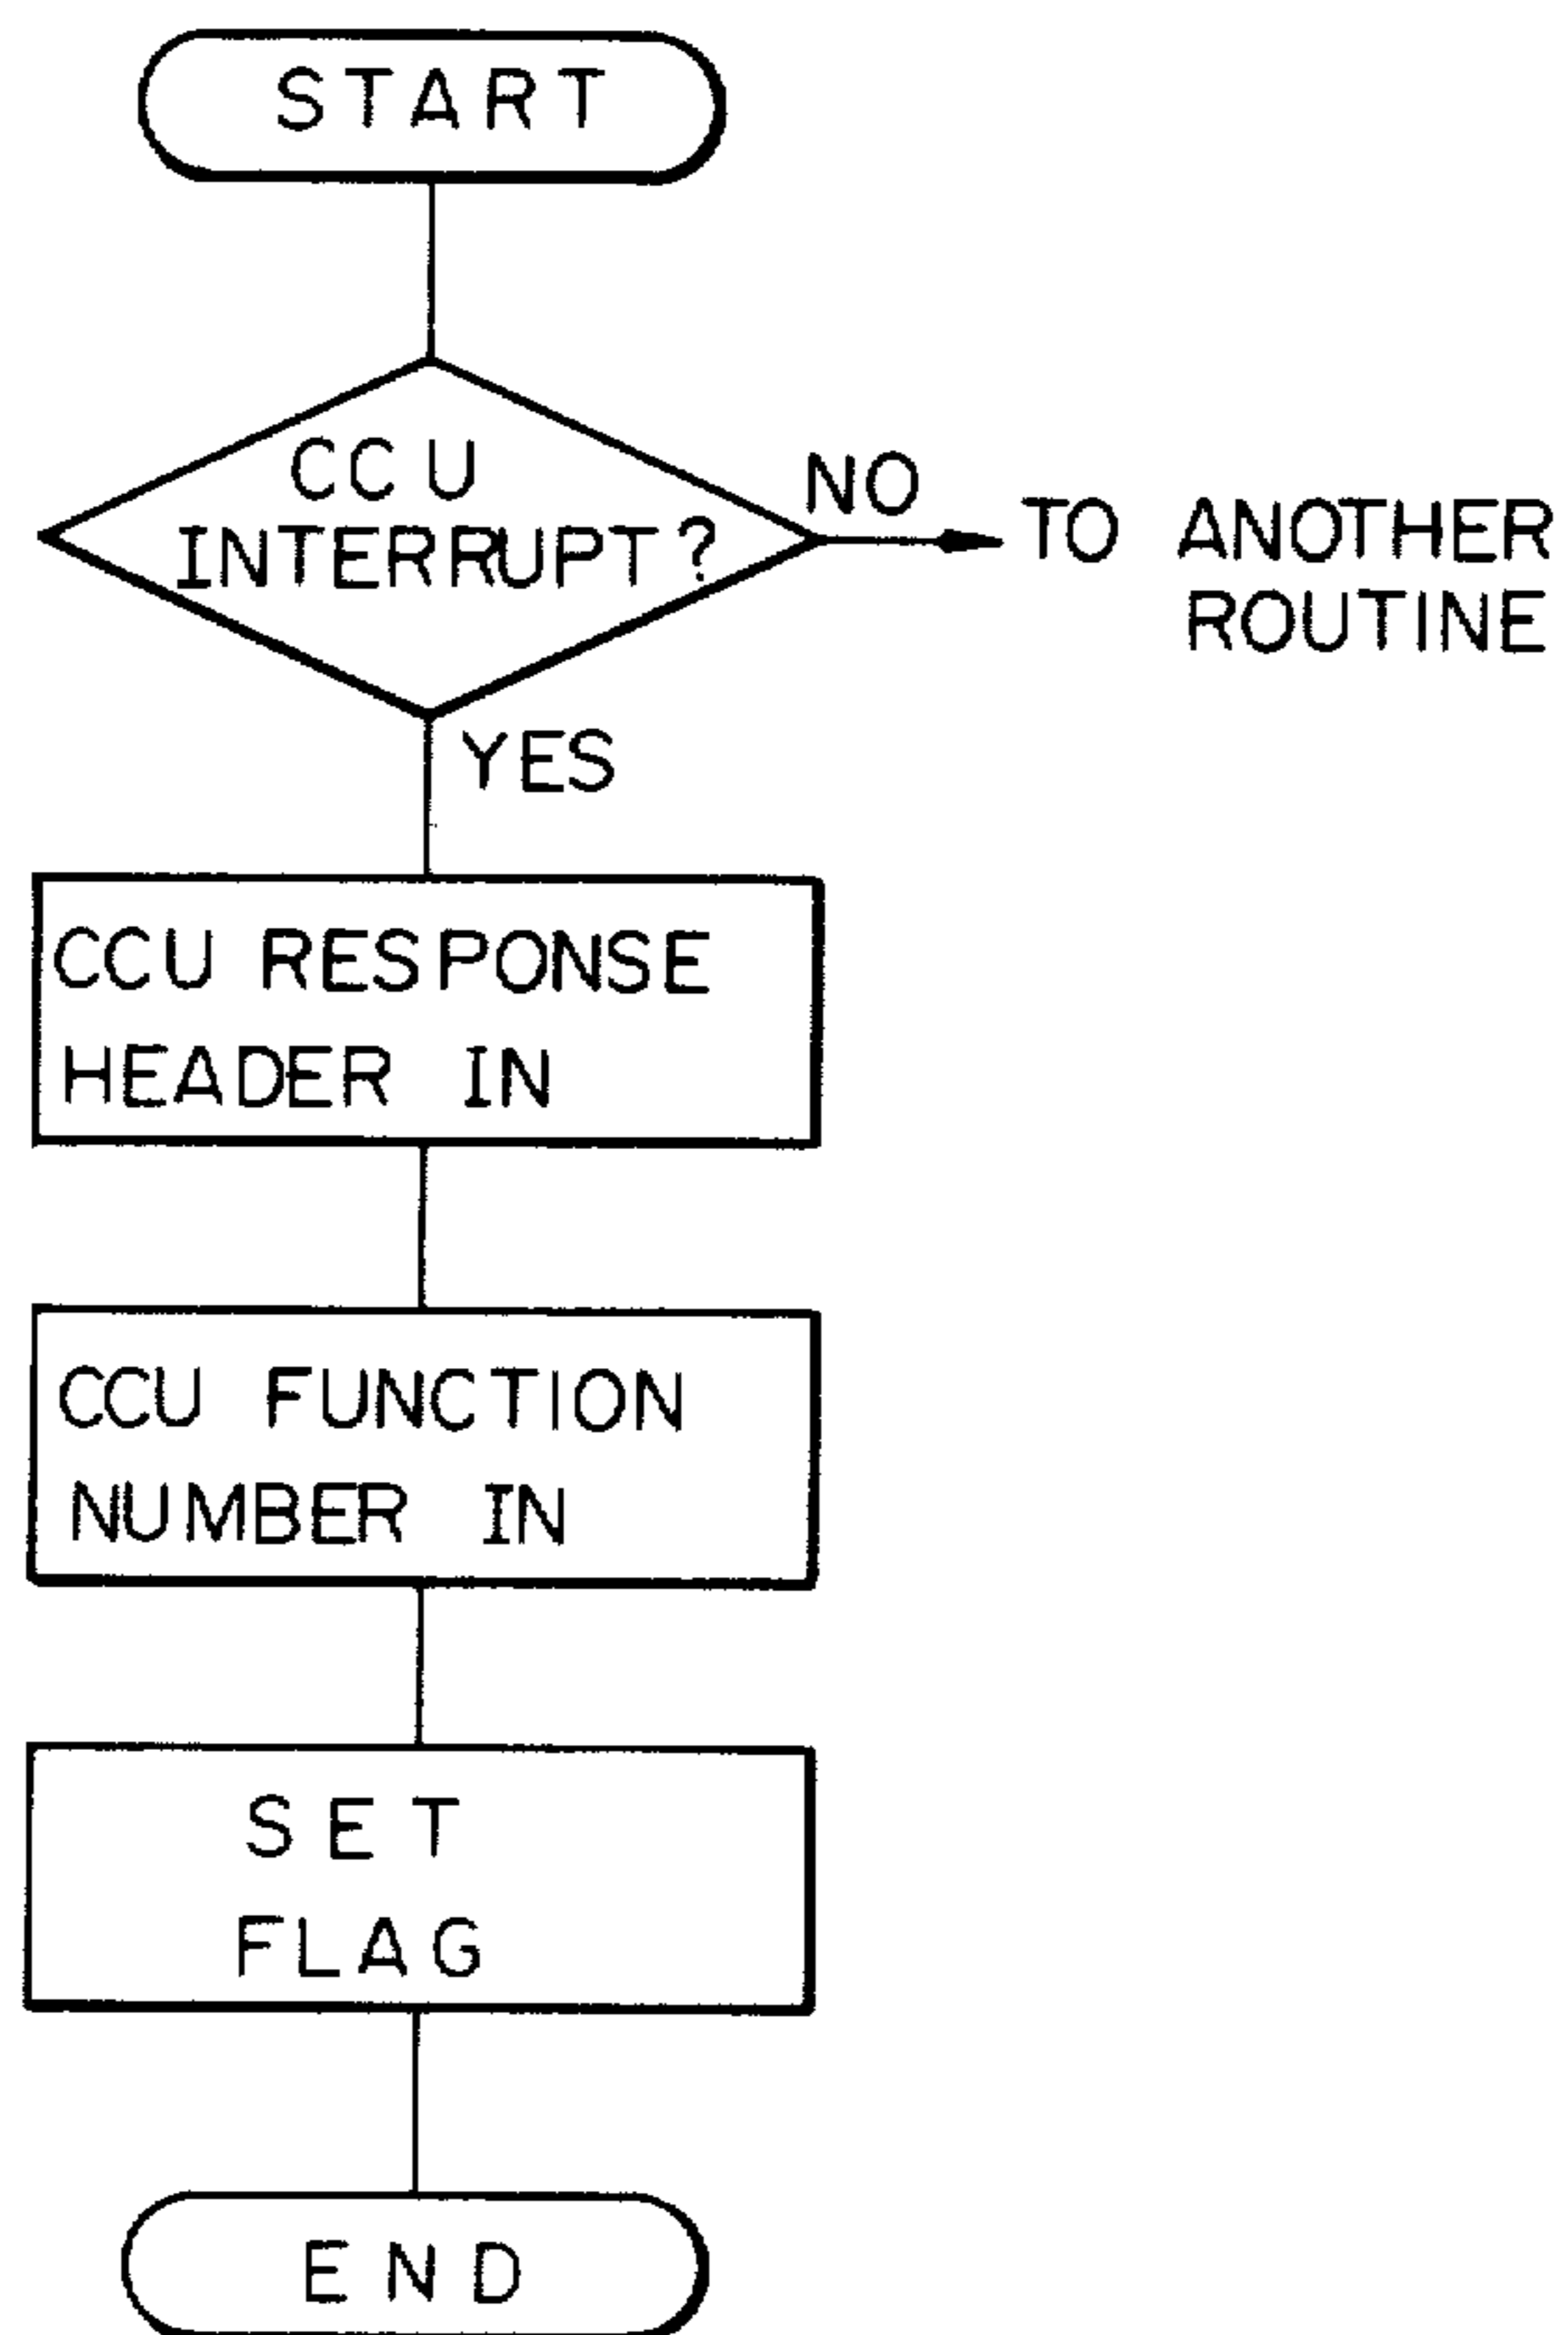 START
CCU
INTERRUPT?
NO
TO ANOTHER
ROUTINE
YES
CCU RESPONSE
HEADER IN
CCU FUNCTION
NUMBER IN
SET
FLAG
END